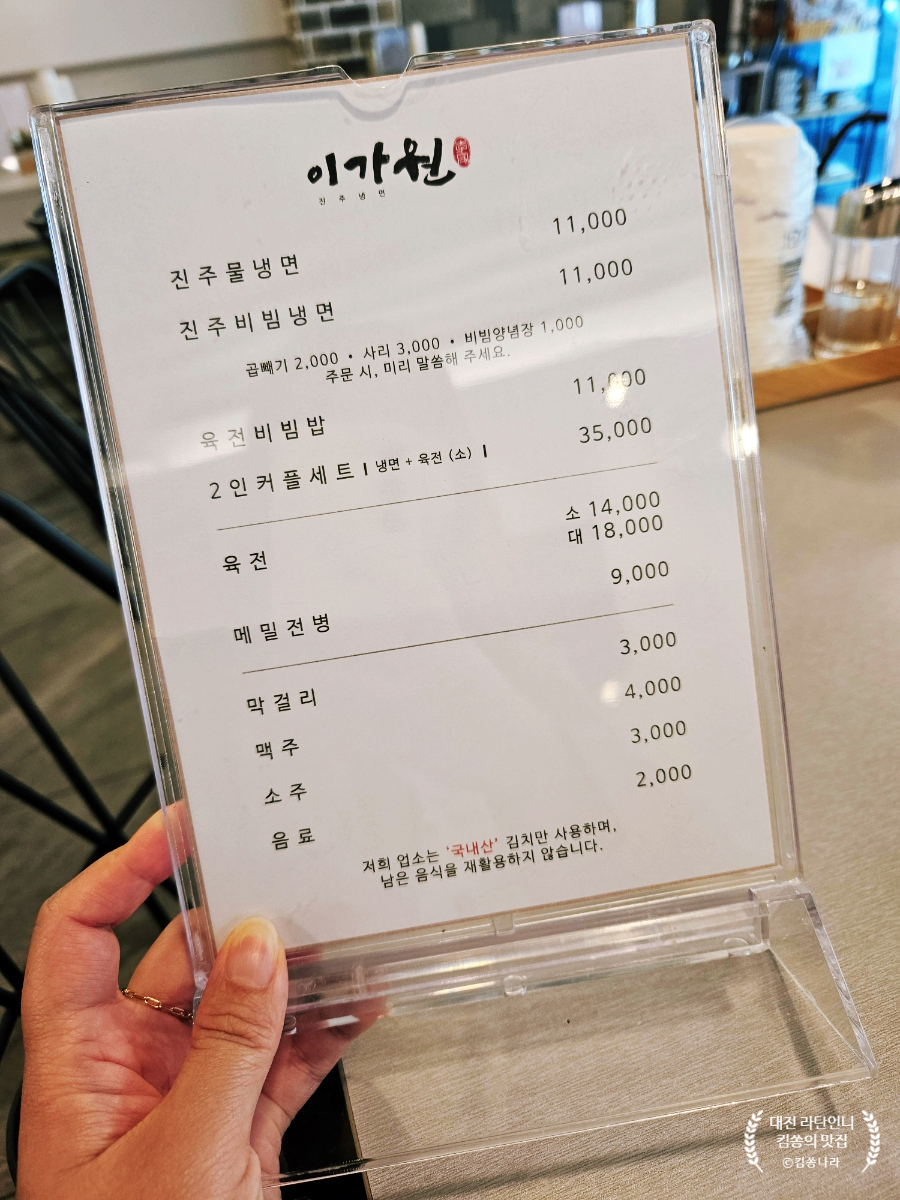 이가원
진주냉면
진주물냉면 11,000
진주비빔냉면 11,000
곱빼기 2,000 • 사리 3,000 • 비빔양념장 1,000
주문 시, 미리 말씀해 주세요.
육전비빔밥 11,000
2인커플세트 | 냉면 + 육전 (소) | 35,000
육전 소 14,000
대 18,000
메밀전병 9,000
막걸리 3,000
맥주 4,000
소주 3,000
음료 2,000
저희 업소는 '국내산' 김치만 사용하며,
남은 음식을 재활용하지 않습니다.
대전 라단언니
킴쏭의 맛집
©킴쏭나라